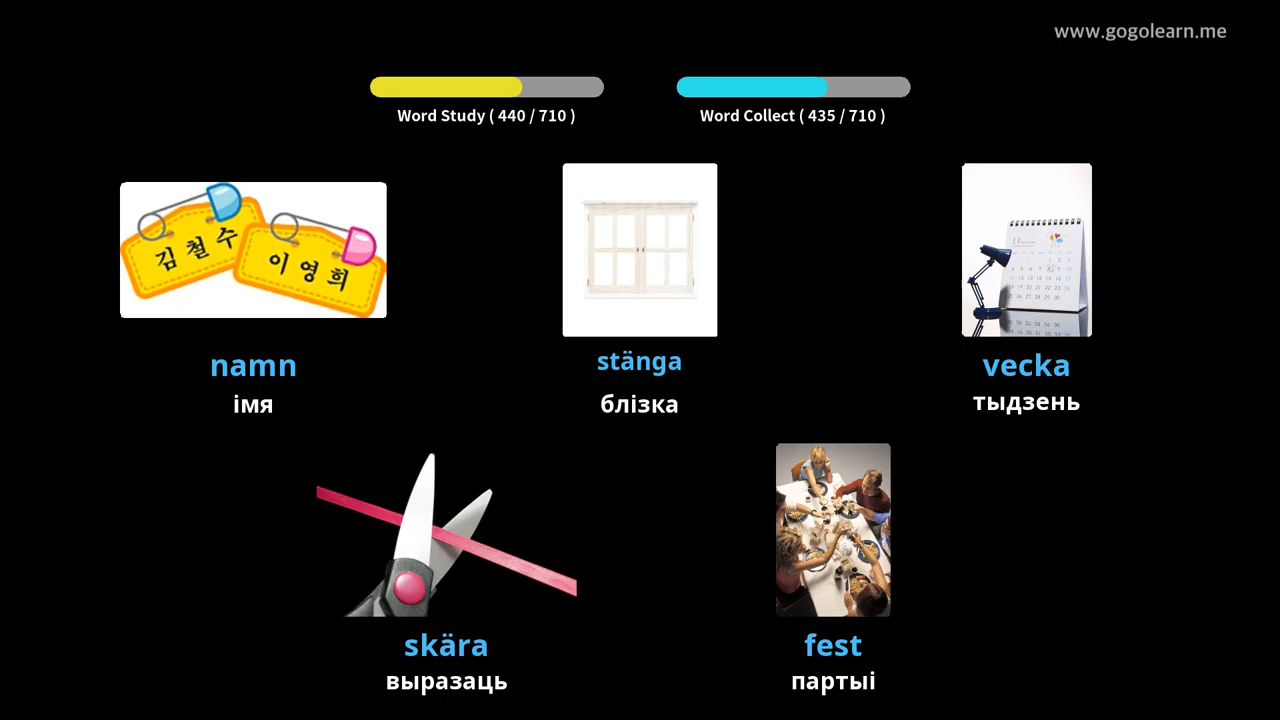 www.gogolearn.me
Word Study ( 440 / 710 )
Word Collect ( 435 / 710 )
김철수
이영희
namn
імя
stänga
блізка
vecka
тыдзень
skära
выразаць
fest
партыі